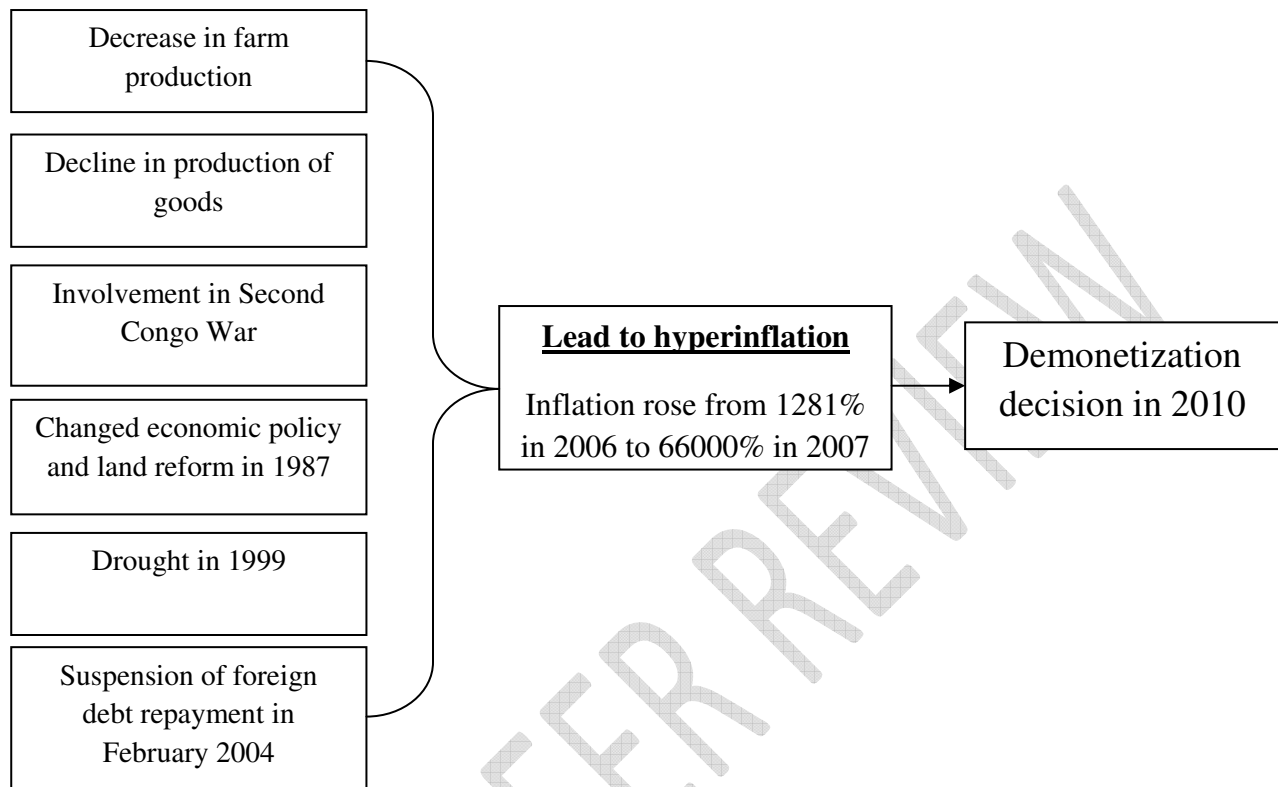 Decrease in farm
production
Decline in production of
goods
Involvement in Second
Congo War
Changed economic policy
and land reform in 1987
Drought in 1999
Suspension of foreign
debt repayment in
February 2004
Lead to hyperinflation
Inflation rose from 1281%
in 2006 to 66000% in 2007
Demonetization
decision in 2010
EER REVIEW